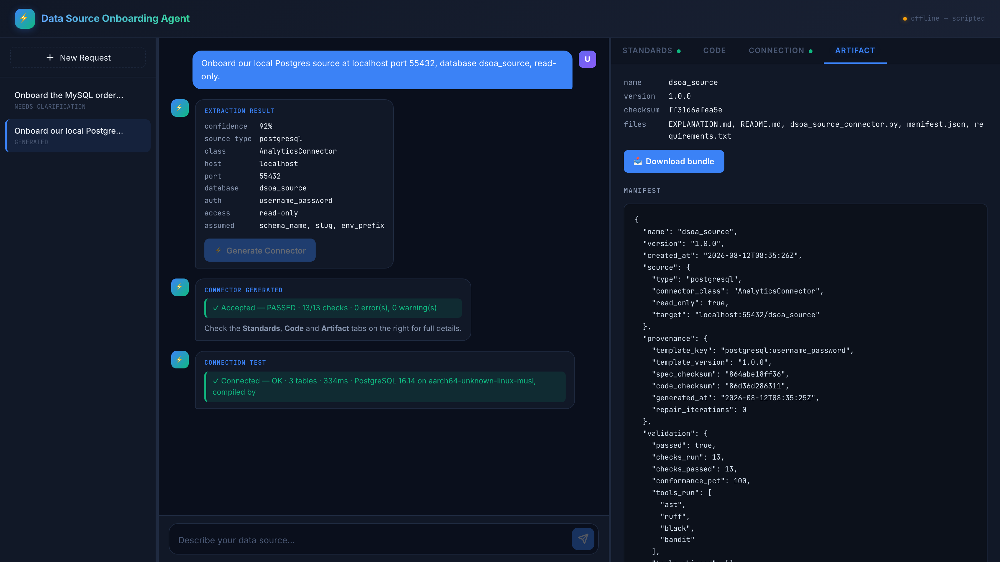 Data Source Onboarding Agent
offline — scripted
+ New Request
Onboard the MySQL order...
NEEDS_CLARIFICATION
Onboard our local Postgre...
GENERATED
Onboard our local Postgres source at localhost port 55432, database dsoa_source, read-
only.
U
EXTRACTION RESULT
confidence 92%
source type postgresql
class AnalyticsConnector
host localhost
port 55432
database dsoa_source
auth username_password
access read-only
assumed schema_name, slug, env_prefix
⚡ Generate Connector
CONNECTOR GENERATED
✓ Accepted — PASSED · 13/13 checks · 0 error(s), 0 warning(s)
Check the Standards, Code and Artifact tabs on the right for full details.
CONNECTION TEST
✓ Connected — OK · 3 tables · 334ms · PostgreSQL 16.14 on aarch64-unknown-linux-musl,
compiled by
Describe your data source...
STANDARDS CODE CONNECTION ARTIFACT
name dsoa_source
version 1.0.0
checksum ff31d6afea5e
files EXPLANATION.md, README.md, dsoa_source_connector.py, manifest.json, re
quirements.txt
Download bundle
MANIFEST
{
"name": "dsoa_source",
"version": "1.0.0",
"created_at": "2026-08-12T08:35:26Z",
"source": {
"type": "postgresql",
"connector_class": "AnalyticsConnector",
"read_only": true,
"target": "localhost:55432/dsoa_source"
},
"provenance": {
"template_key": "postgresql:username_password",
"template_version": "1.0.0",
"spec_checksum": "864abe18ff36",
"code_checksum": "86d36d286311",
"generated_at": "2026-08-12T08:35:25Z",
"repair_iterations": 0
},
"validation": {
"passed": true,
"checks_run": 13,
"checks_passed": 13,
"conformance_pct": 100,
"tools_run": [
"ast",
"ruff",
"black",
"bandit"
],